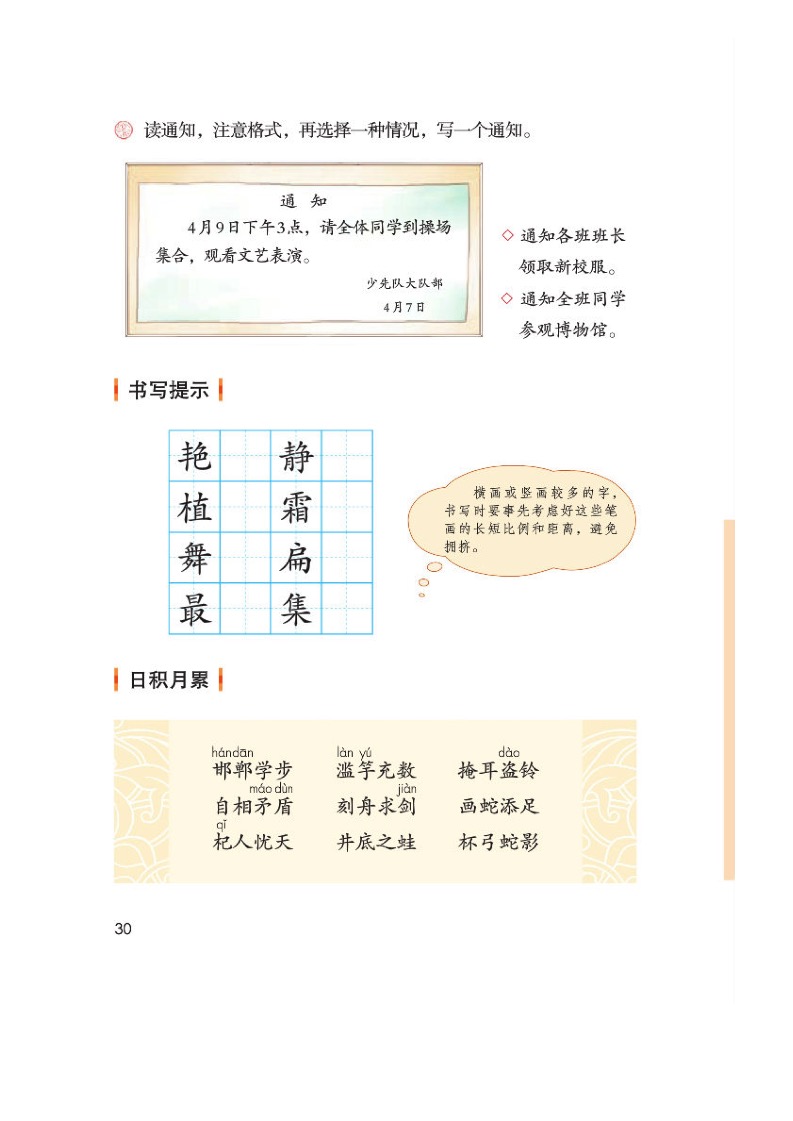 读通知，注意格式，再选择一种情况，写一个通知。
通 知
4月9日下午3点，请全体同学到操场
集合，观看文艺表演。
少先队大队部
4月7日
◇ 通知各班班长
领取新校服。
◇ 通知全班同学
参观博物馆。
书写提示
艳 静
植 霜
舞 扁
最 集
横画或竖画较多的字，
书写时要事先考虑好这些笔
画的长短比例和距离，避免
拥挤。
日积月累
hándān làn yú dào
邯郸学步 滥竽充数 掩耳盗铃
máo dùn jiàn
自相矛盾 刻舟求剑 画蛇添足
qǐ
杞人忧天 井底之蛙 杯弓蛇影
30